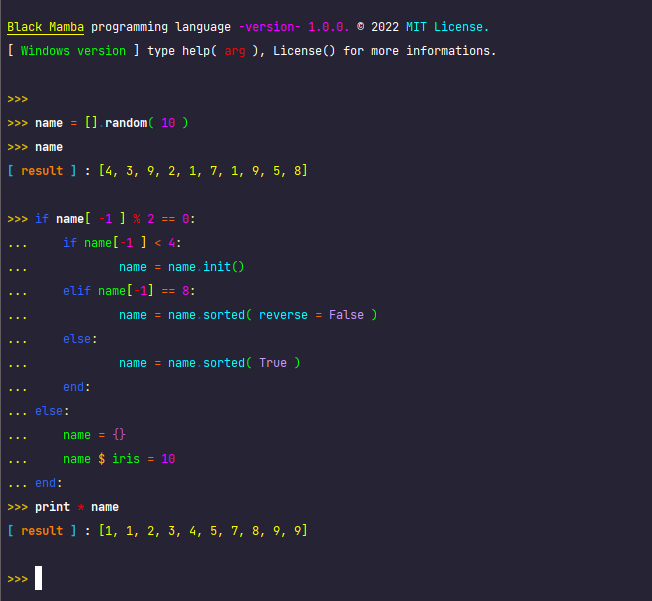 Black Mamba programming language -version- 1.0.0. © 2022 MIT License.
[ Windows version ] type help( arg ), License() for more informations.
>>>
>>> name = [].random( 10 )
>>> name
[ result ] : [4, 3, 9, 2, 1, 7, 1, 9, 5, 8]
>>> if name[ -1 ] % 2 == 0:
...     if name[-1 ] < 4:
...             name = name.init()
...     elif name[-1] == 8:
...             name = name.sorted( reverse = False )
...     else:
...             name = name.sorted( True )
...     end:
... else:
...     name = {}
...     name $ iris = 10
... end:
>>> print * name
[ result ] : [1, 1, 2, 3, 4, 5, 7, 8, 9, 9]
>>>